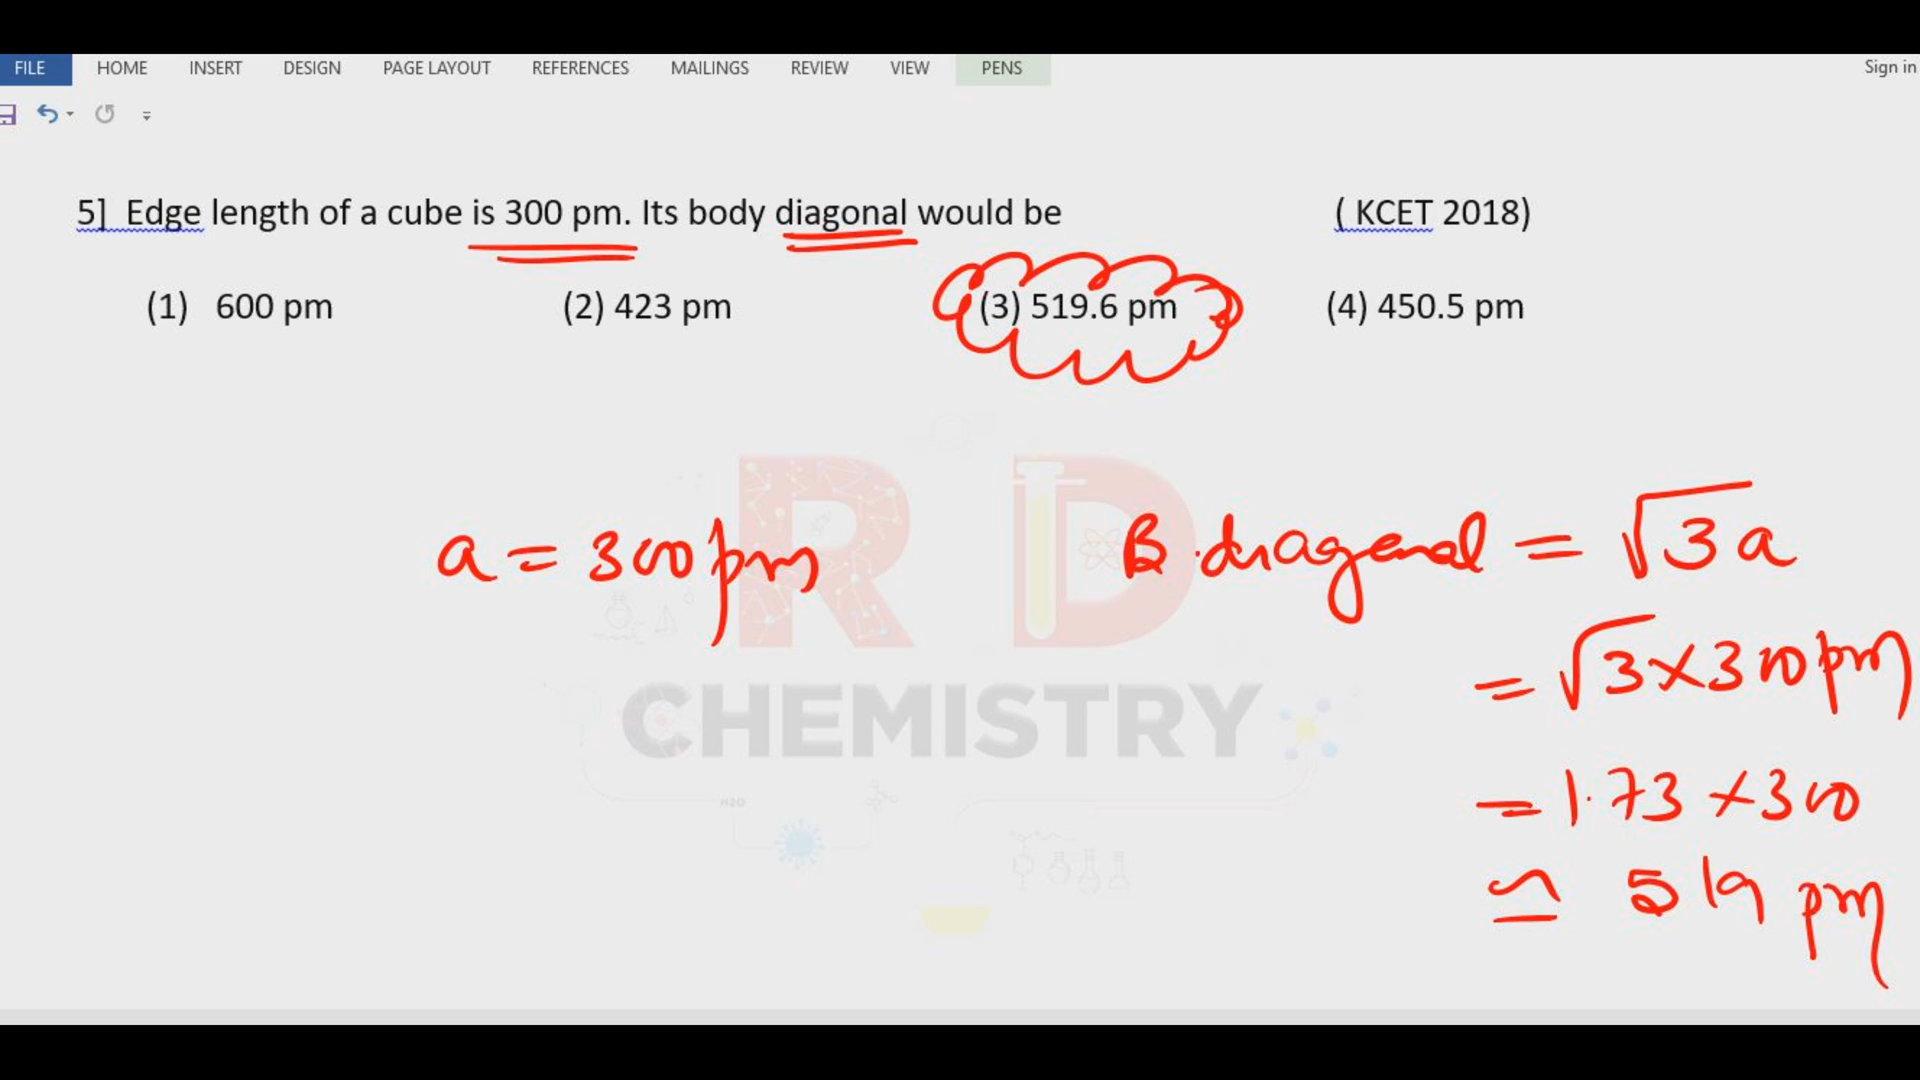 FILE HOME INSERT DESIGN PAGE LAYOUT REFERENCES MAILINGS REVIEW VIEW PENS Sign in
5] Edge length of a cube is 300 pm. Its body diagonal would be ( KCET 2018)
(1) 600 pm (2) 423 pm (3) 519.6 pm (4) 450.5 pm
R D
a = 300 pm B.diagonal = √3 a
= √3 × 300 pm
CHEMISTRY
= 1.73 × 300
H2O
≃ 519 pm